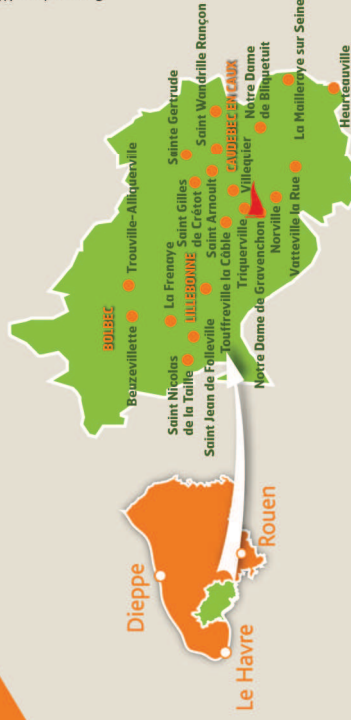 Dieppe
Le Havre
Rouen
BOLBEC
Trouville-Alliquerville
Beuzevillette
La Frenaye
LILLEBONNE
Saint Nicolas
de la Taille
Saint Jean de Folleville
Sainte Gertrude
Saint Wandrille Rançon
Saint Gilles
de Crétot
Saint Arnoult
CAUDEBEC EN CAUX
Touffreville la Câble
Triquerville
Villequier
Notre Dame
de Bliquetuit
Notre Dame de Gravenchon
Norville
Vatteville la Rue
La Mailleraye sur Seine
Heurteauville